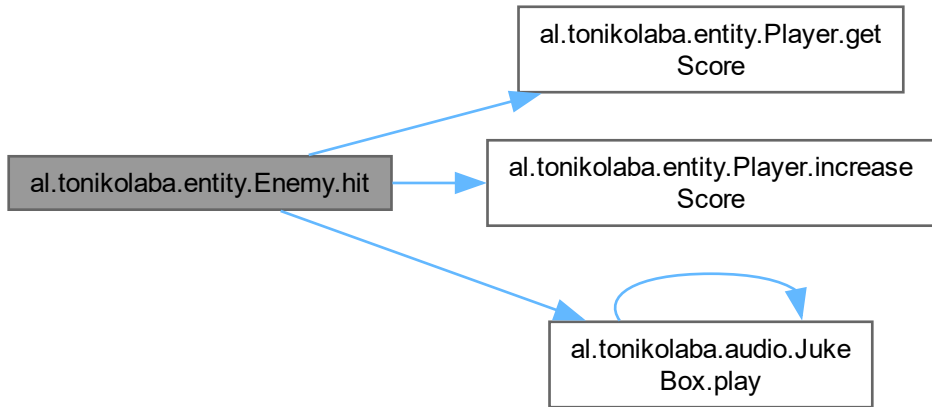 al.tonikolaba.entity.Player.get
Score
al.tonikolaba.entity.Enemy.hit
al.tonikolaba.entity.Player.increase
Score
al.tonikolaba.audio.Juke
Box.play